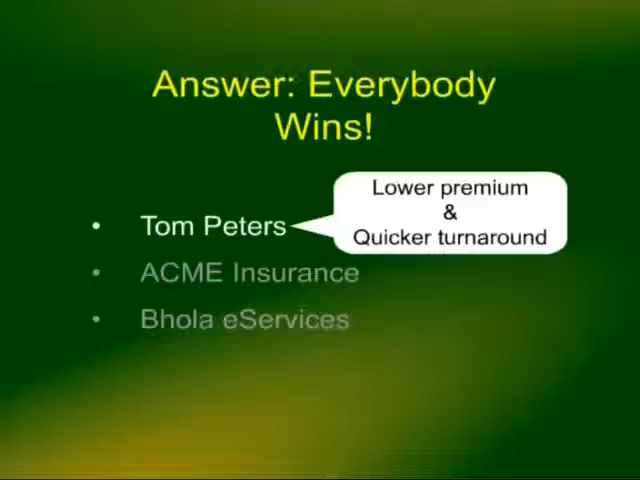 Answer: Everybody
Wins!
Lower premium
&
Quicker turnaround
• Tom Peters
• ACME Insurance
• Bhola eServices